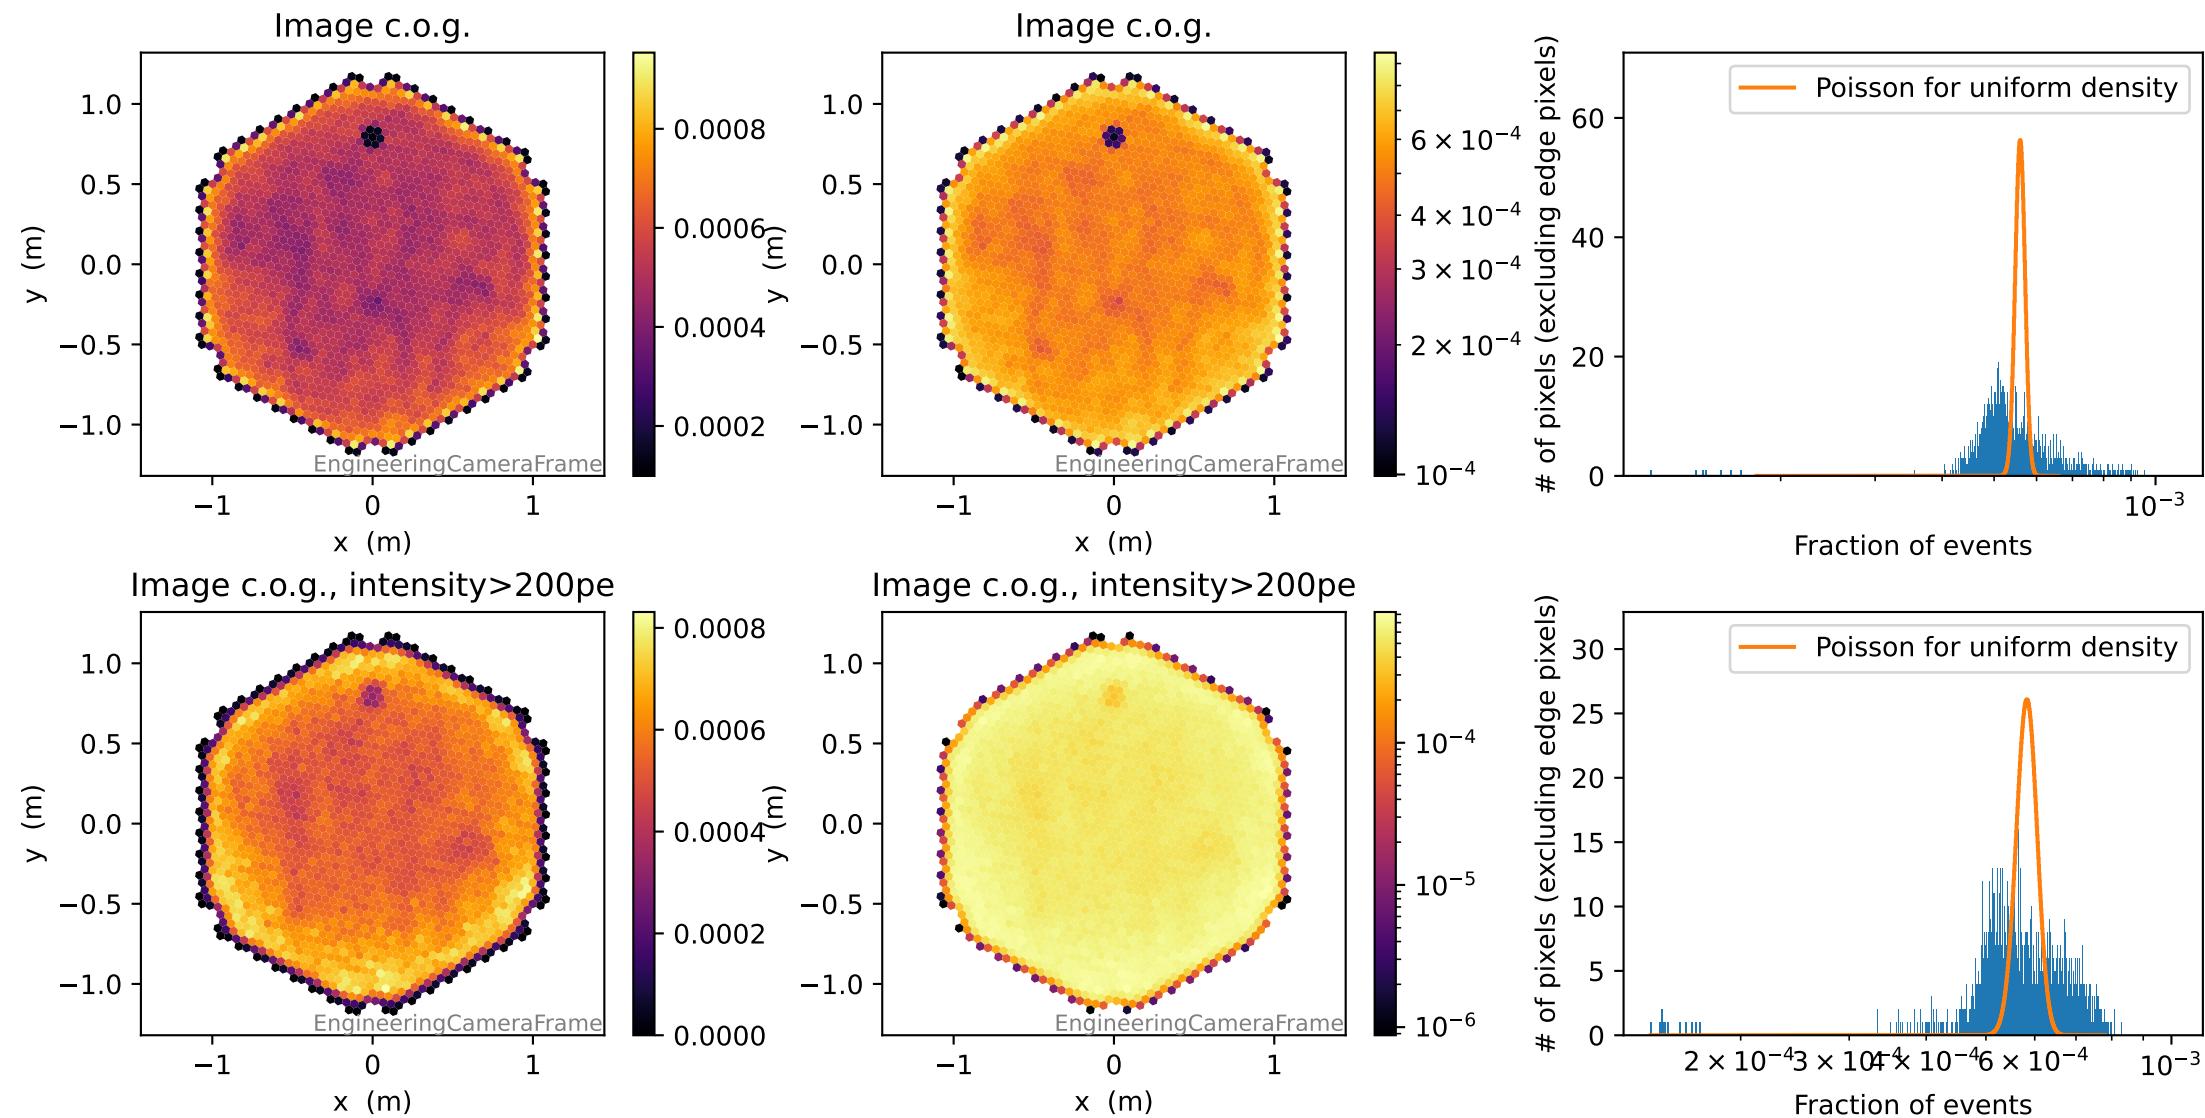 Image c.o.g.
1.0
0.5
0.0
−0.5
−1.0
y (m)
−1
0
1
x (m)
EngineeringCameraFrame
0.0008
0.0006
0.0004
0.0002
Image c.o.g.
1.0
0.5
0.0
−0.5
−1.0
y (m)
−1
0
1
x (m)
EngineeringCameraFrame
6 × 10⁻⁴
4 × 10⁻⁴
3 × 10⁻⁴
2 × 10⁻⁴
10⁻⁴
# of pixels (excluding edge pixels)
60
40
20
0
Poisson for uniform density
10⁻³
Fraction of events
Image c.o.g., intensity>200pe
1.0
0.5
0.0
−0.5
−1.0
y (m)
−1
0
1
x (m)
EngineeringCameraFrame
0.0008
0.0006
0.0004
0.0002
0.0000
Image c.o.g., intensity>200pe
1.0
0.5
0.0
−0.5
−1.0
y (m)
−1
0
1
x (m)
EngineeringCameraFrame
10⁻⁴
10⁻⁵
10⁻⁶
# of pixels (excluding edge pixels)
30
25
20
15
10
5
0
Poisson for uniform density
2 × 10⁻⁴
3 × 10⁻⁴
4 × 10⁻⁴
6 × 10⁻⁴
10⁻³
Fraction of events